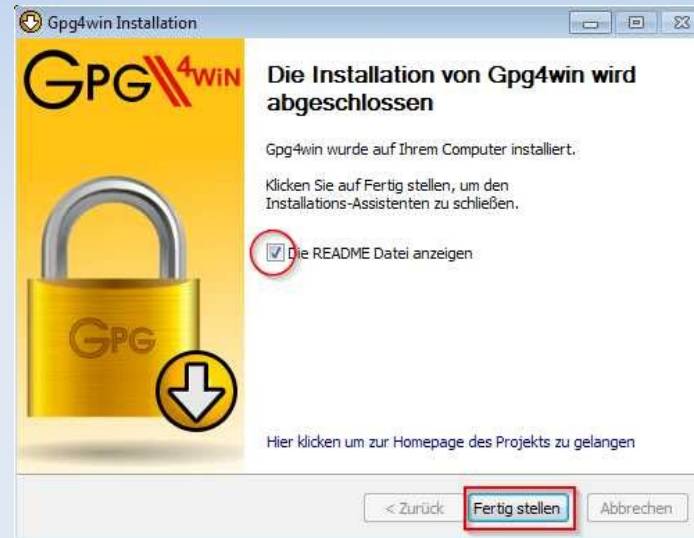 Gpg4win Installation
GPG4WIN
Die Installation von Gpg4win wird
abgeschlossen
Gpg4win wurde auf Ihrem Computer installiert.
Klicken Sie auf Fertig stellen, um den
Installations-Assistenten zu schließen.
Die README Datei anzeigen
GPG
Hier klicken um zur Homepage des Projekts zu gelangen
< Zurück Fertig stellen Abbrechen